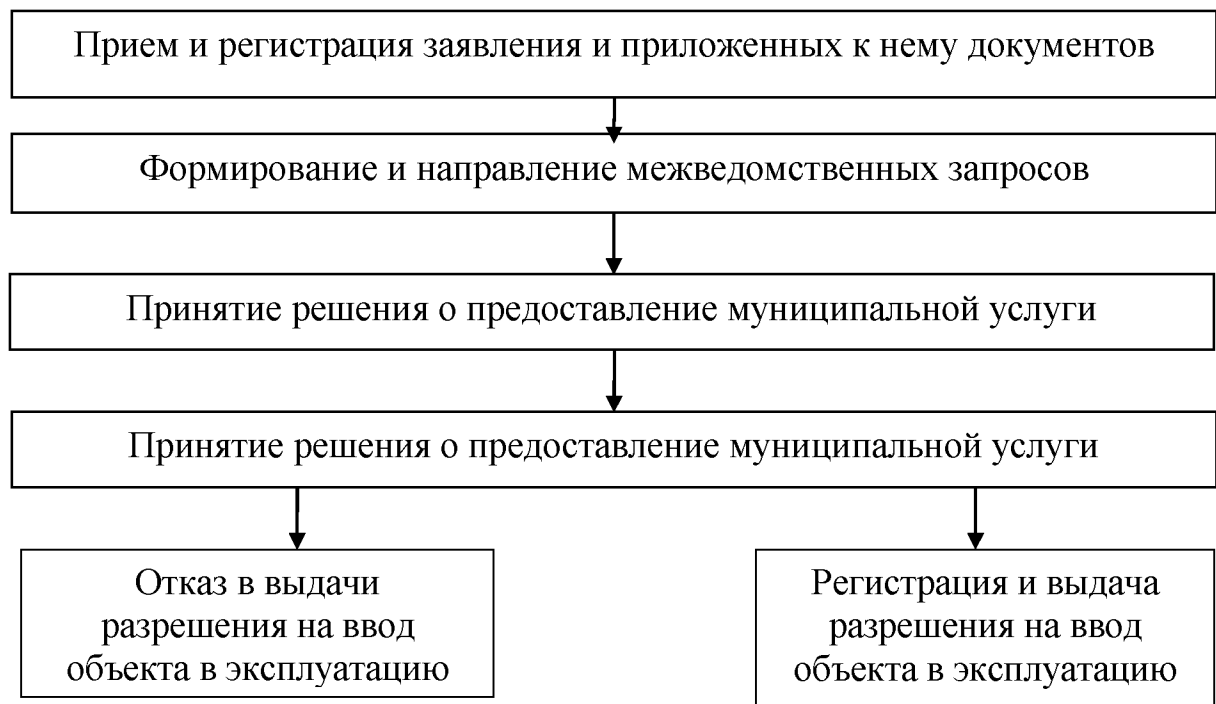 Прием и регистрация заявления и приложенных к нему документов
Формирование и направление межведомственных запросов
Принятие решения о предоставление муниципальной услуги
Принятие решения о предоставление муниципальной услуги
Отказ в выдачи
разрешения на ввод
объекта в эксплуатацию
Регистрация и выдача
разрешения на ввод
объекта в эксплуатацию